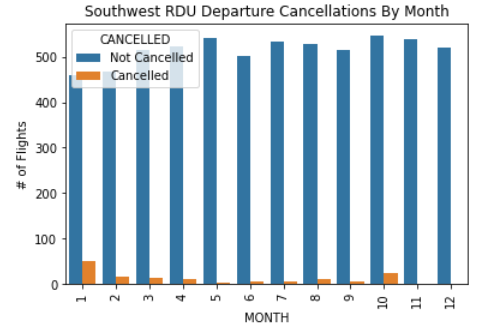 Southwest RDU Departure Cancellations By Month
CANCELLED
Not Cancelled
Cancelled
500
400
300
200
100
0
# of Flights
1 2 3 4 5 6 7 8 9 10 11 12
MONTH